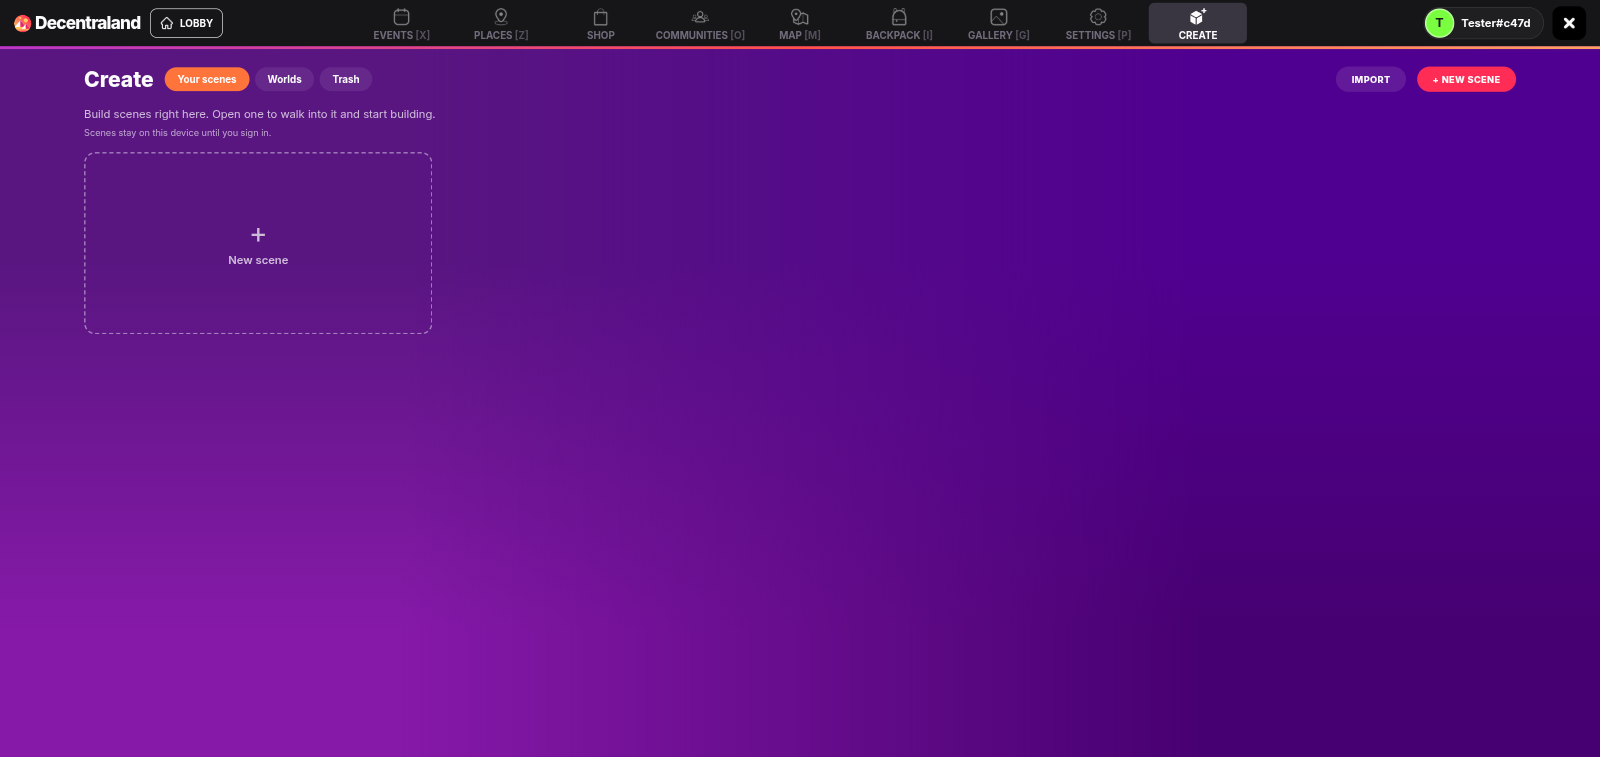 Decentraland
LOBBY
EVENTS [X]
PLACES [Z]
SHOP
COMMUNITIES [O]
MAP [M]
BACKPACK [I]
GALLERY [G]
SETTINGS [P]
CREATE
T
Tester#c47d
Create
Your scenes
Worlds
Trash
IMPORT
+ NEW SCENE
Build scenes right here. Open one to walk into it and start building.
Scenes stay on this device until you sign in.
+
New scene